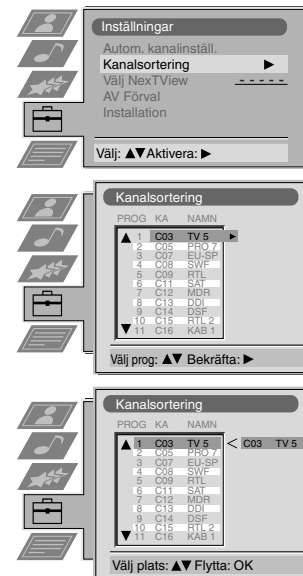 Inställningar
Autom. kanalinställ.
Kanalsortering
Välj NexTView - - - - -
AV Förval
Installation
Välj: ▲▼Aktivera: ►
Kanalsortering
PROG KA NAMN
1 C03 TV 5
2 C05 PRO 7
3 C07 EU-SP
4 C08 SWF
5 C09 RTL
6 C11 SAT
7 C12 MDR
8 C13 DDI
9 C14 DSF
10 C15 RTL 2
11 C16 KAB 1
Välj prog: ▲▼ Bekräfta: ►
Kanalsortering
PROG KA NAMN
1 C03 TV 5 < C03 TV 5
2 C05 PRO 7
3 C07 EU-SP
4 C08 SWF
5 C09 RTL
6 C11 SAT
7 C12 MDR
8 C13 DDI
9 C14 DSF
10 C15 RTL 2
11 C16 KAB 1
Välj plats: ▲▼ Flytta: OK